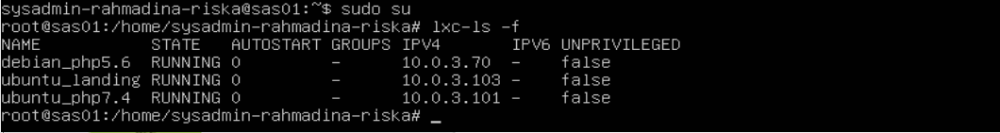 sysadmin-rahmadina-riska@sas01:~$ sudo su
root@sas01:/home/sysadmin-rahmadina-riska# lxc-ls -f
NAME           STATE   AUTOSTART GROUPS IPV4       IPV6 UNPRIVILEGED
debian_php5.6  RUNNING 0         -      10.0.3.70  -    false
ubuntu_landing RUNNING 0         -      10.0.3.103 -    false
ubuntu_php7.4  RUNNING 0         -      10.0.3.101 -    false
root@sas01:/home/sysadmin-rahmadina-riska# _